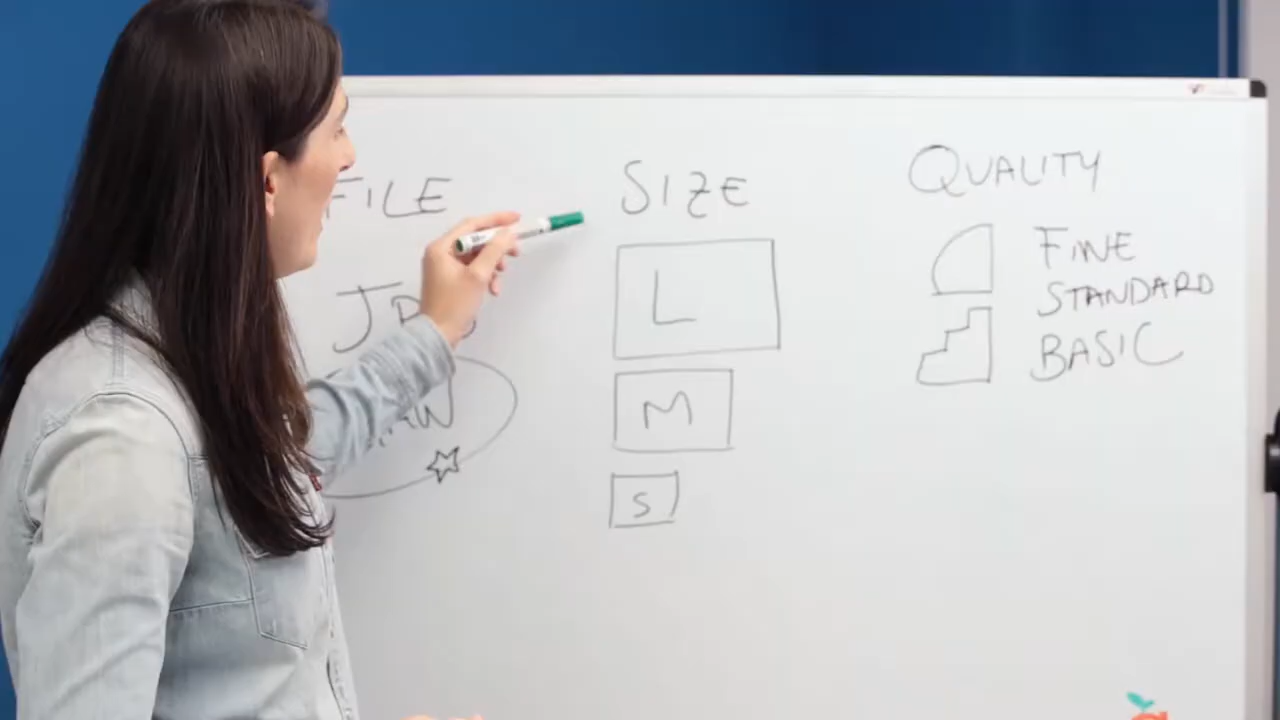 FILE
SIZE
QUALITY
L
M
S
FINE
STANDARD
BASIC